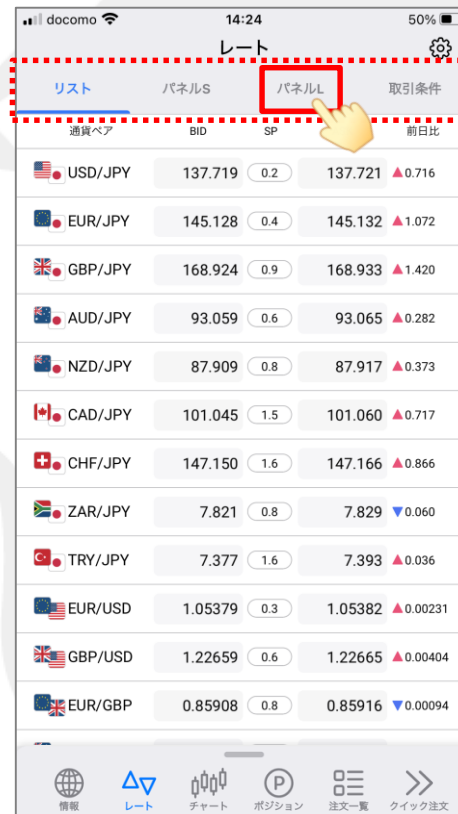 docomo 14:24 50%
レート
リスト パネルS パネルL 取引条件
通貨ペア BID SP 前日比
USD/JPY 137.719 0.2 137.721 ▲0.716
EUR/JPY 145.128 0.4 145.132 ▲1.072
GBP/JPY 168.924 0.9 168.933 ▲1.420
AUD/JPY 93.059 0.6 93.065 ▲0.282
NZD/JPY 87.909 0.8 87.917 ▲0.373
CAD/JPY 101.045 1.5 101.060 ▲0.717
CHF/JPY 147.150 1.6 147.166 ▲0.866
ZAR/JPY 7.821 0.8 7.829 ▼0.060
TRY/JPY 7.377 1.6 7.393 ▲0.036
EUR/USD 1.05379 0.3 1.05382 ▲0.00231
GBP/USD 1.22659 0.6 1.22665 ▲0.00404
EUR/GBP 0.85908 0.8 0.85916 ▼0.00094
P
情報 レート チャート ポジション 注文一覧 クイック注文